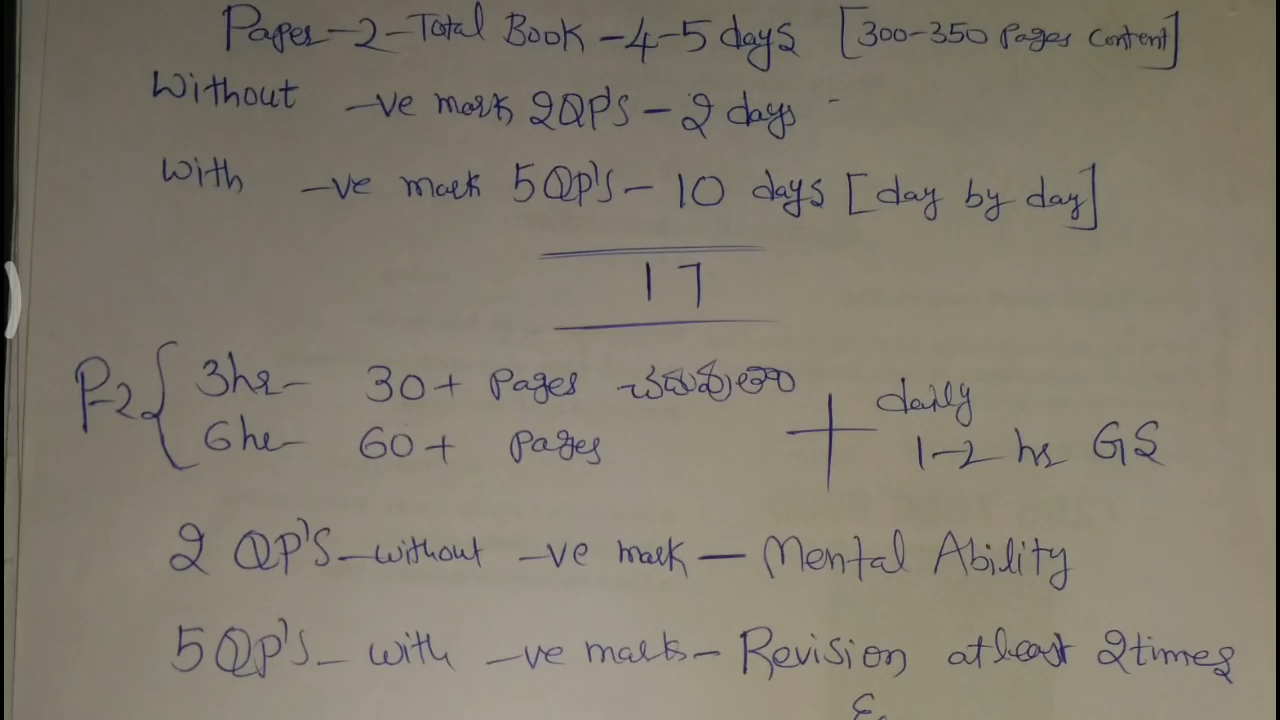 Paper-2-Total Book -4-5 days [300-350 Pages Content]
Without -ve mark 2QP'S - 2 days -
With -ve mark 5QP'S - 10 days [day by day]
17
P-2 { 3hr- 30+ Pages చదువుతూ + daily
6hr- 60+ Pages 1-2 hr GS
2 QP'S-without -ve mark - Mental Ability
5QP'S - with -ve marks - Revision atleast 2times